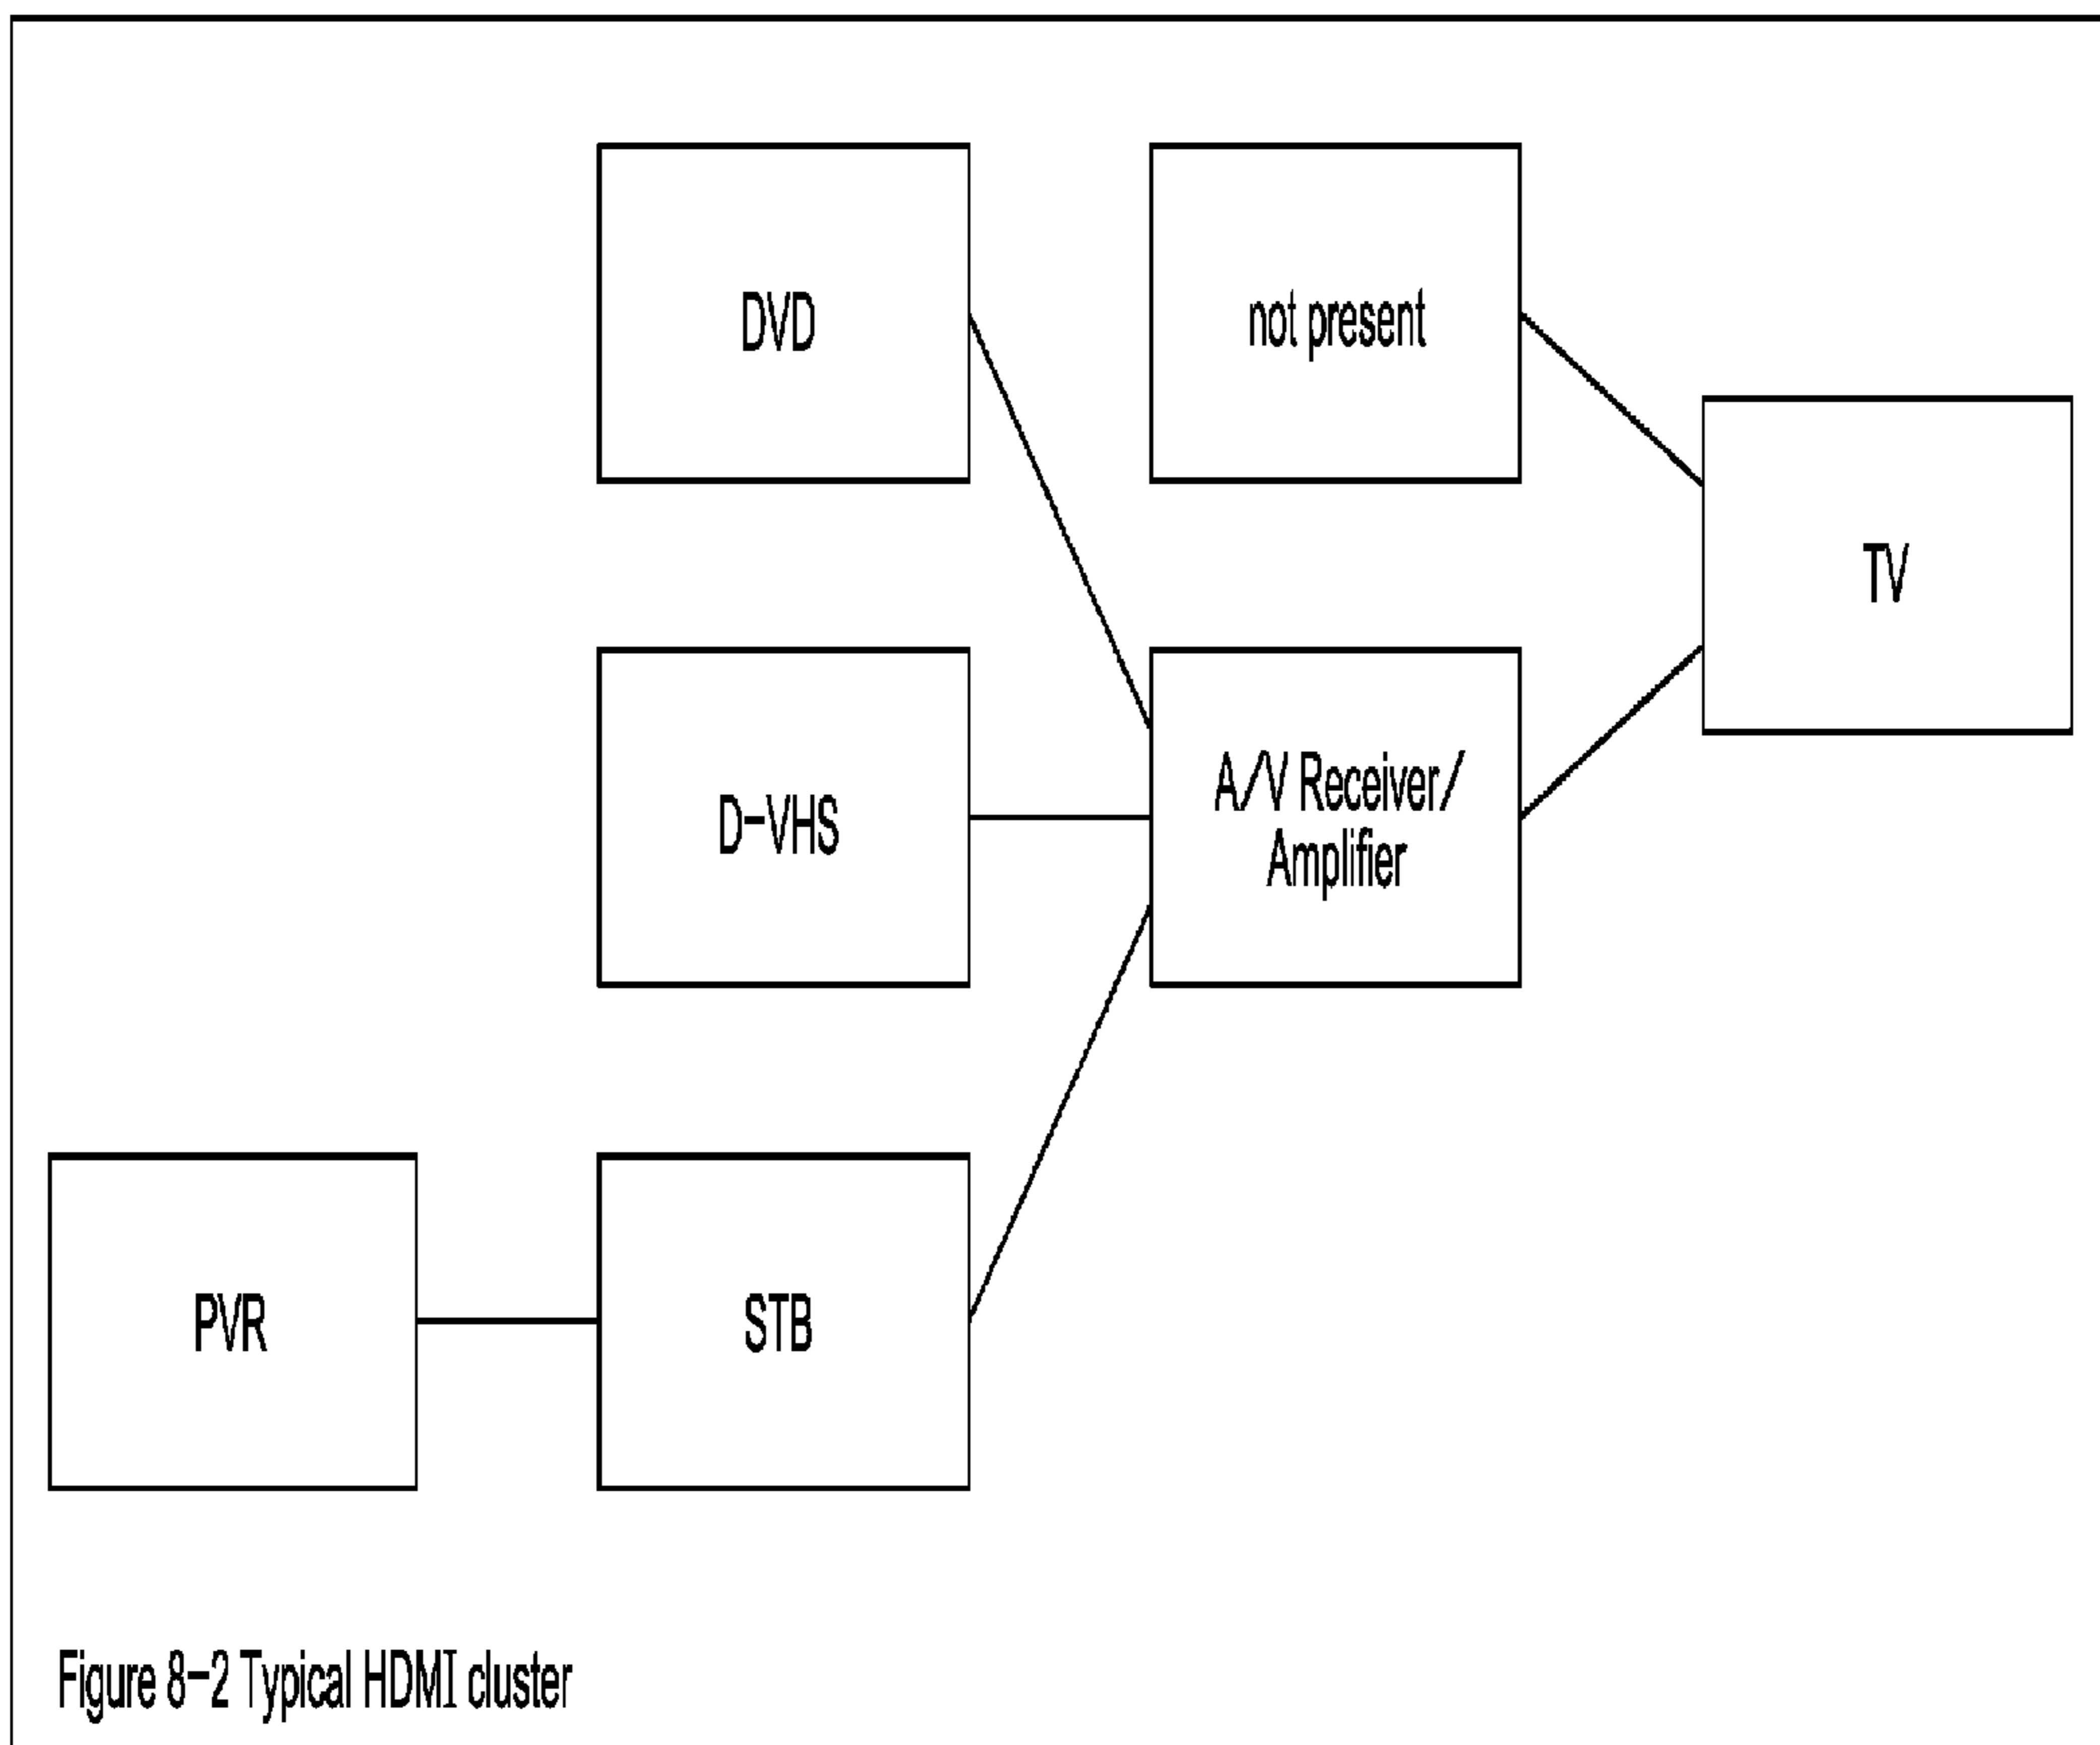 DVD
not present
TV
D-VHS
A/V Receiver/
Amplifier
PVR
STB
Figure 8-2 Typical HDMI cluster